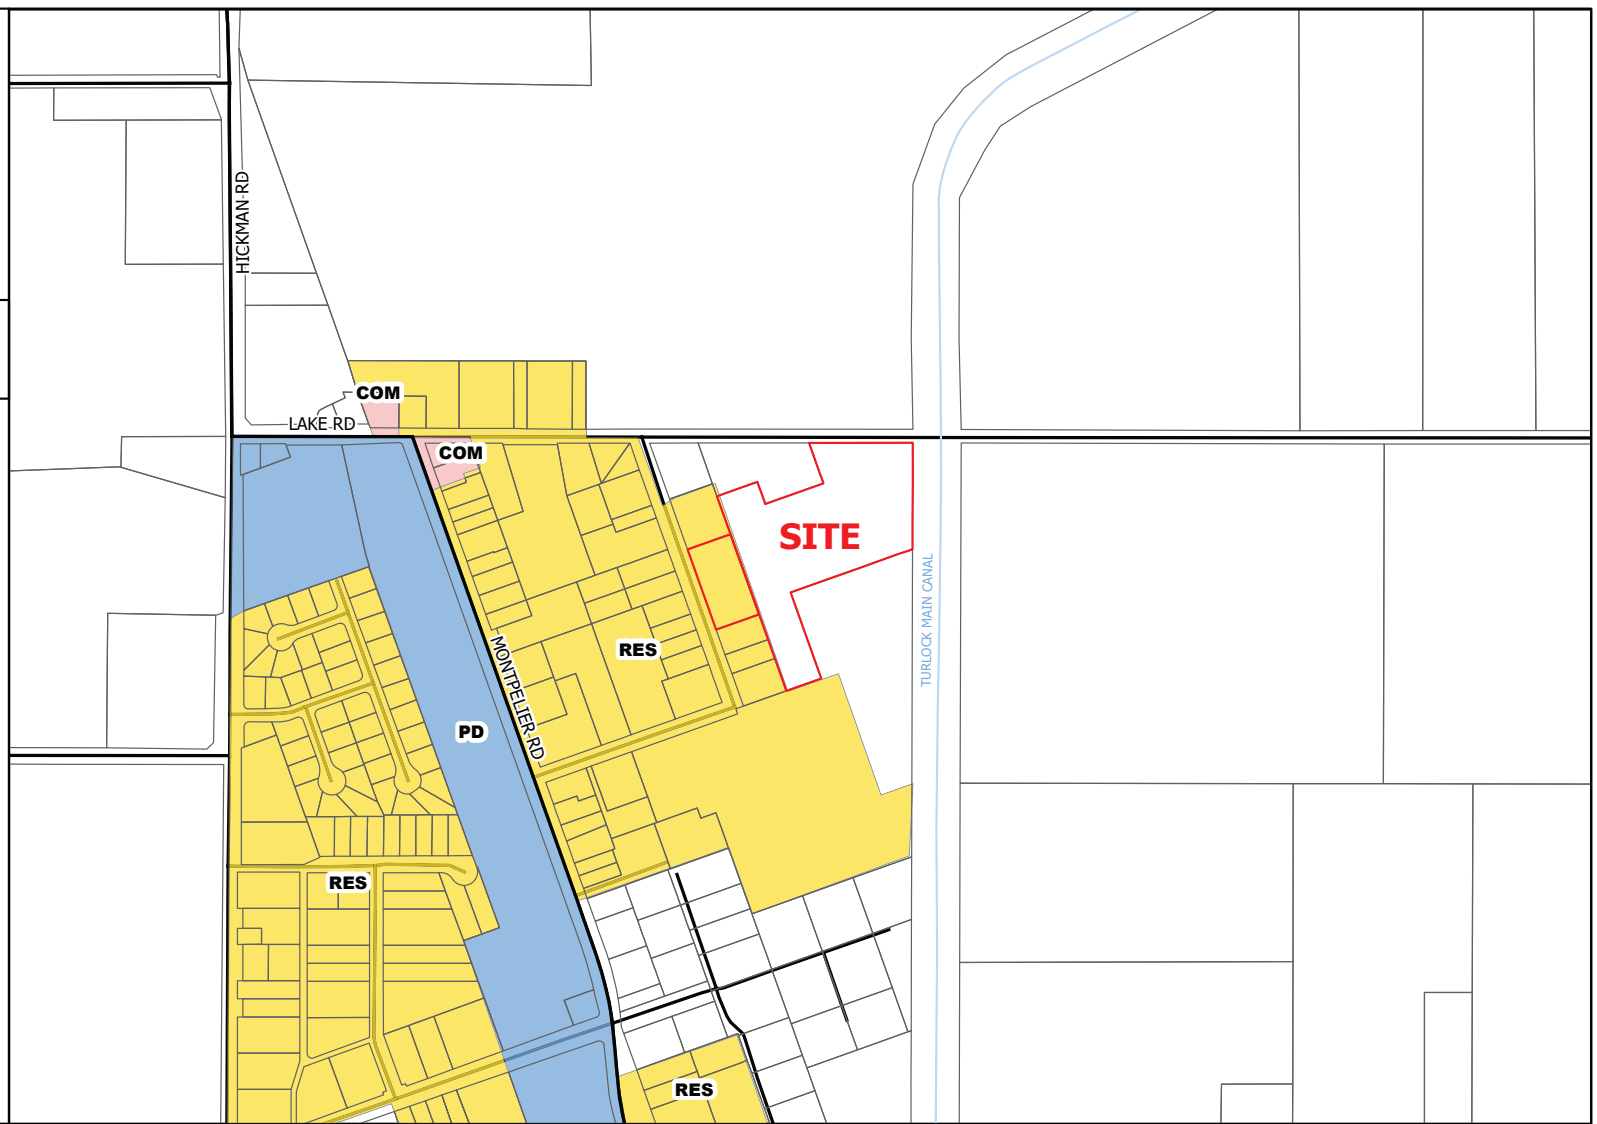 HICKMAN RD
COM
LAKE RD
COM
SITE
TURLOCK MAIN CANAL
RES
MONTPELIER RD
PD
RES
RES